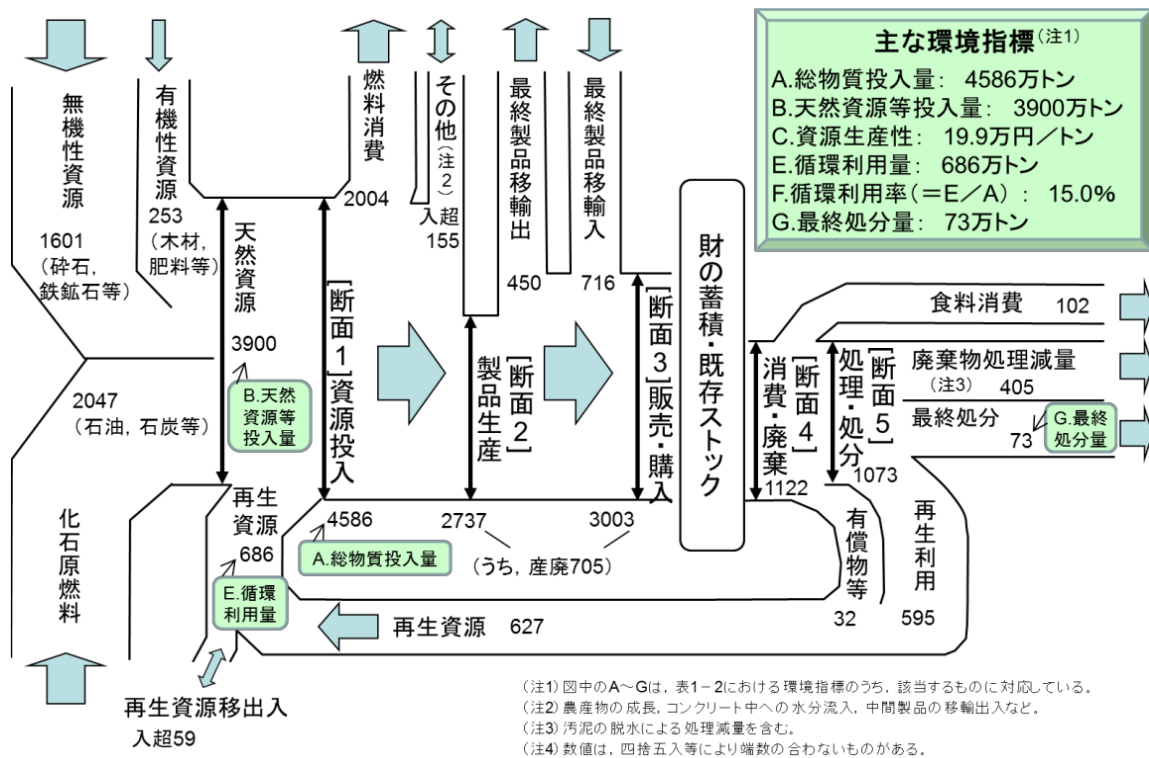 無機性資源
1601
（砕石，
鉄鉱石等）
有機性資源
253
（木材，
肥料等）
天然資源
3900
B.天然
資源等
投入量
2047
（石油，石炭等）
化石原燃料
再生
資源
686
E.循環
利用量
再生資源移出入
入超59
燃料消費
2004
［断面１］資源投入
4586
A.総物質投入量
その他（注２）
入超
155
製品生産
［断面２］
2737
最終製品移輸出
450
最終製品移輸入
716
［断面３］販売・購入
3003
（うち，産廃705）
財の蓄積・既存ストック
消費・廃棄
［断面４］
1122
処理・処分
［断面５］
1073
主な環境指標（注1）
A.総物質投入量： 4586万トン
B.天然資源等投入量： 3900万トン
C.資源生産性： 19.9万円／トン
E.循環利用量： 686万トン
F.循環利用率（＝E／A）： 15.0%
G.最終処分量： 73万トン
食料消費 102
廃棄物処理減量
（注3） 405
最終処分
73
G.最終
処分量
有償物等
32
再生利用
595
再生資源 627
（注1）図中のA～Gは，表1－2における環境指標のうち，該当するものに対応している。
（注2）農産物の成長，コンクリート中への水分流入，中間製品の移輸出入など。
（注3）汚泥の脱水による処理減量を含む。
（注4）数値は，四捨五入等により端数の合わないものがある。